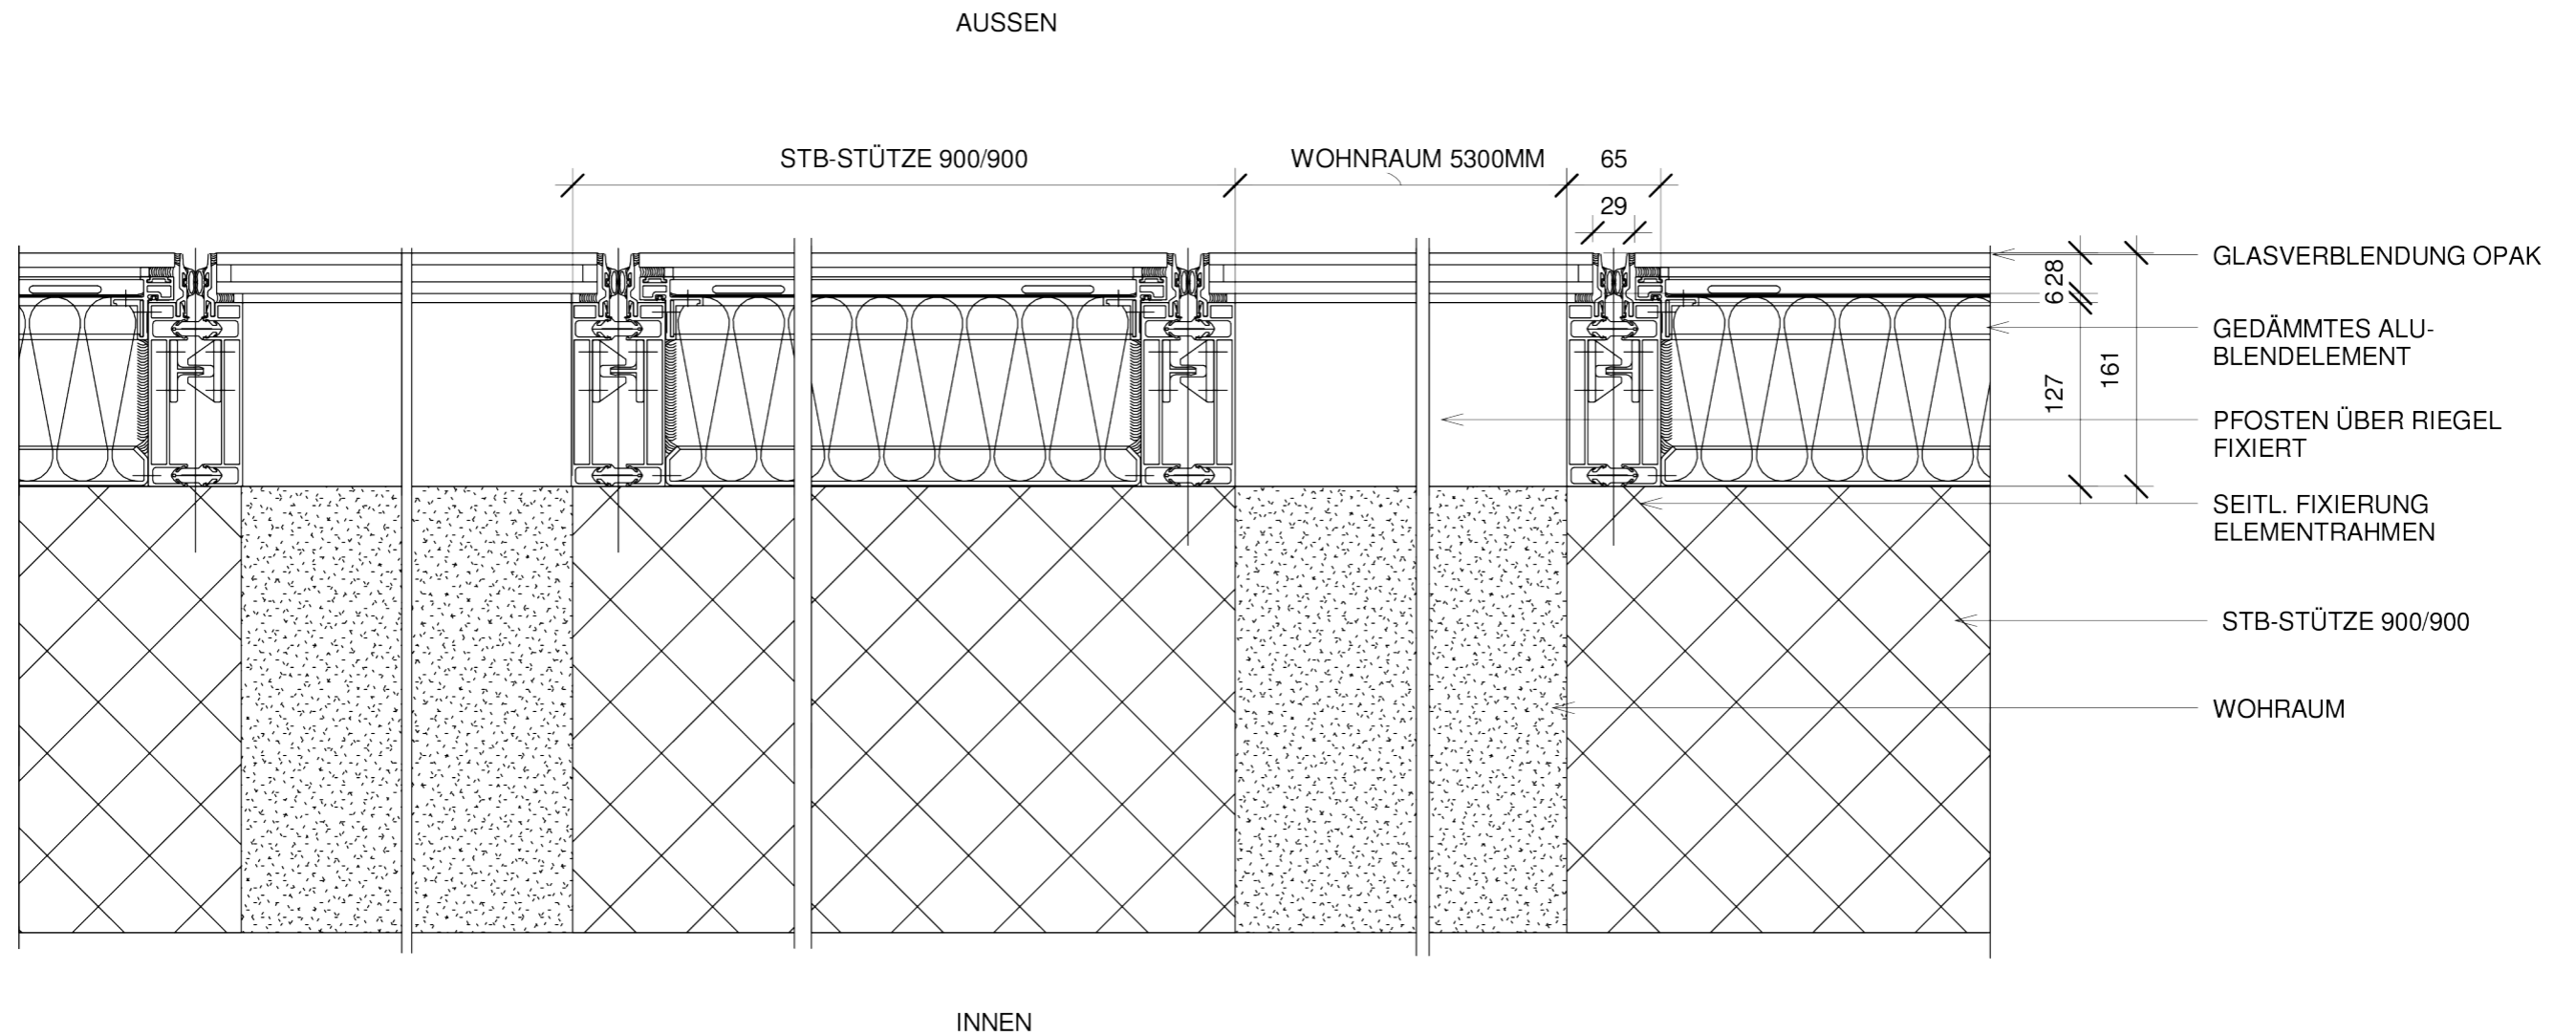 AUSSEN
STB-STÜTZE 900/900
WOHNRAUM 5300MM
65
29
GLASVERBLENDUNG OPAK
28
6
GEDÄMMTES ALU-
BLENDELEMENT
161
127
PFOSTEN ÜBER RIEGEL
FIXIERT
SEITL. FIXIERUNG
ELEMENTRAHMEN
STB-STÜTZE 900/900
WOHRAUM
INNEN